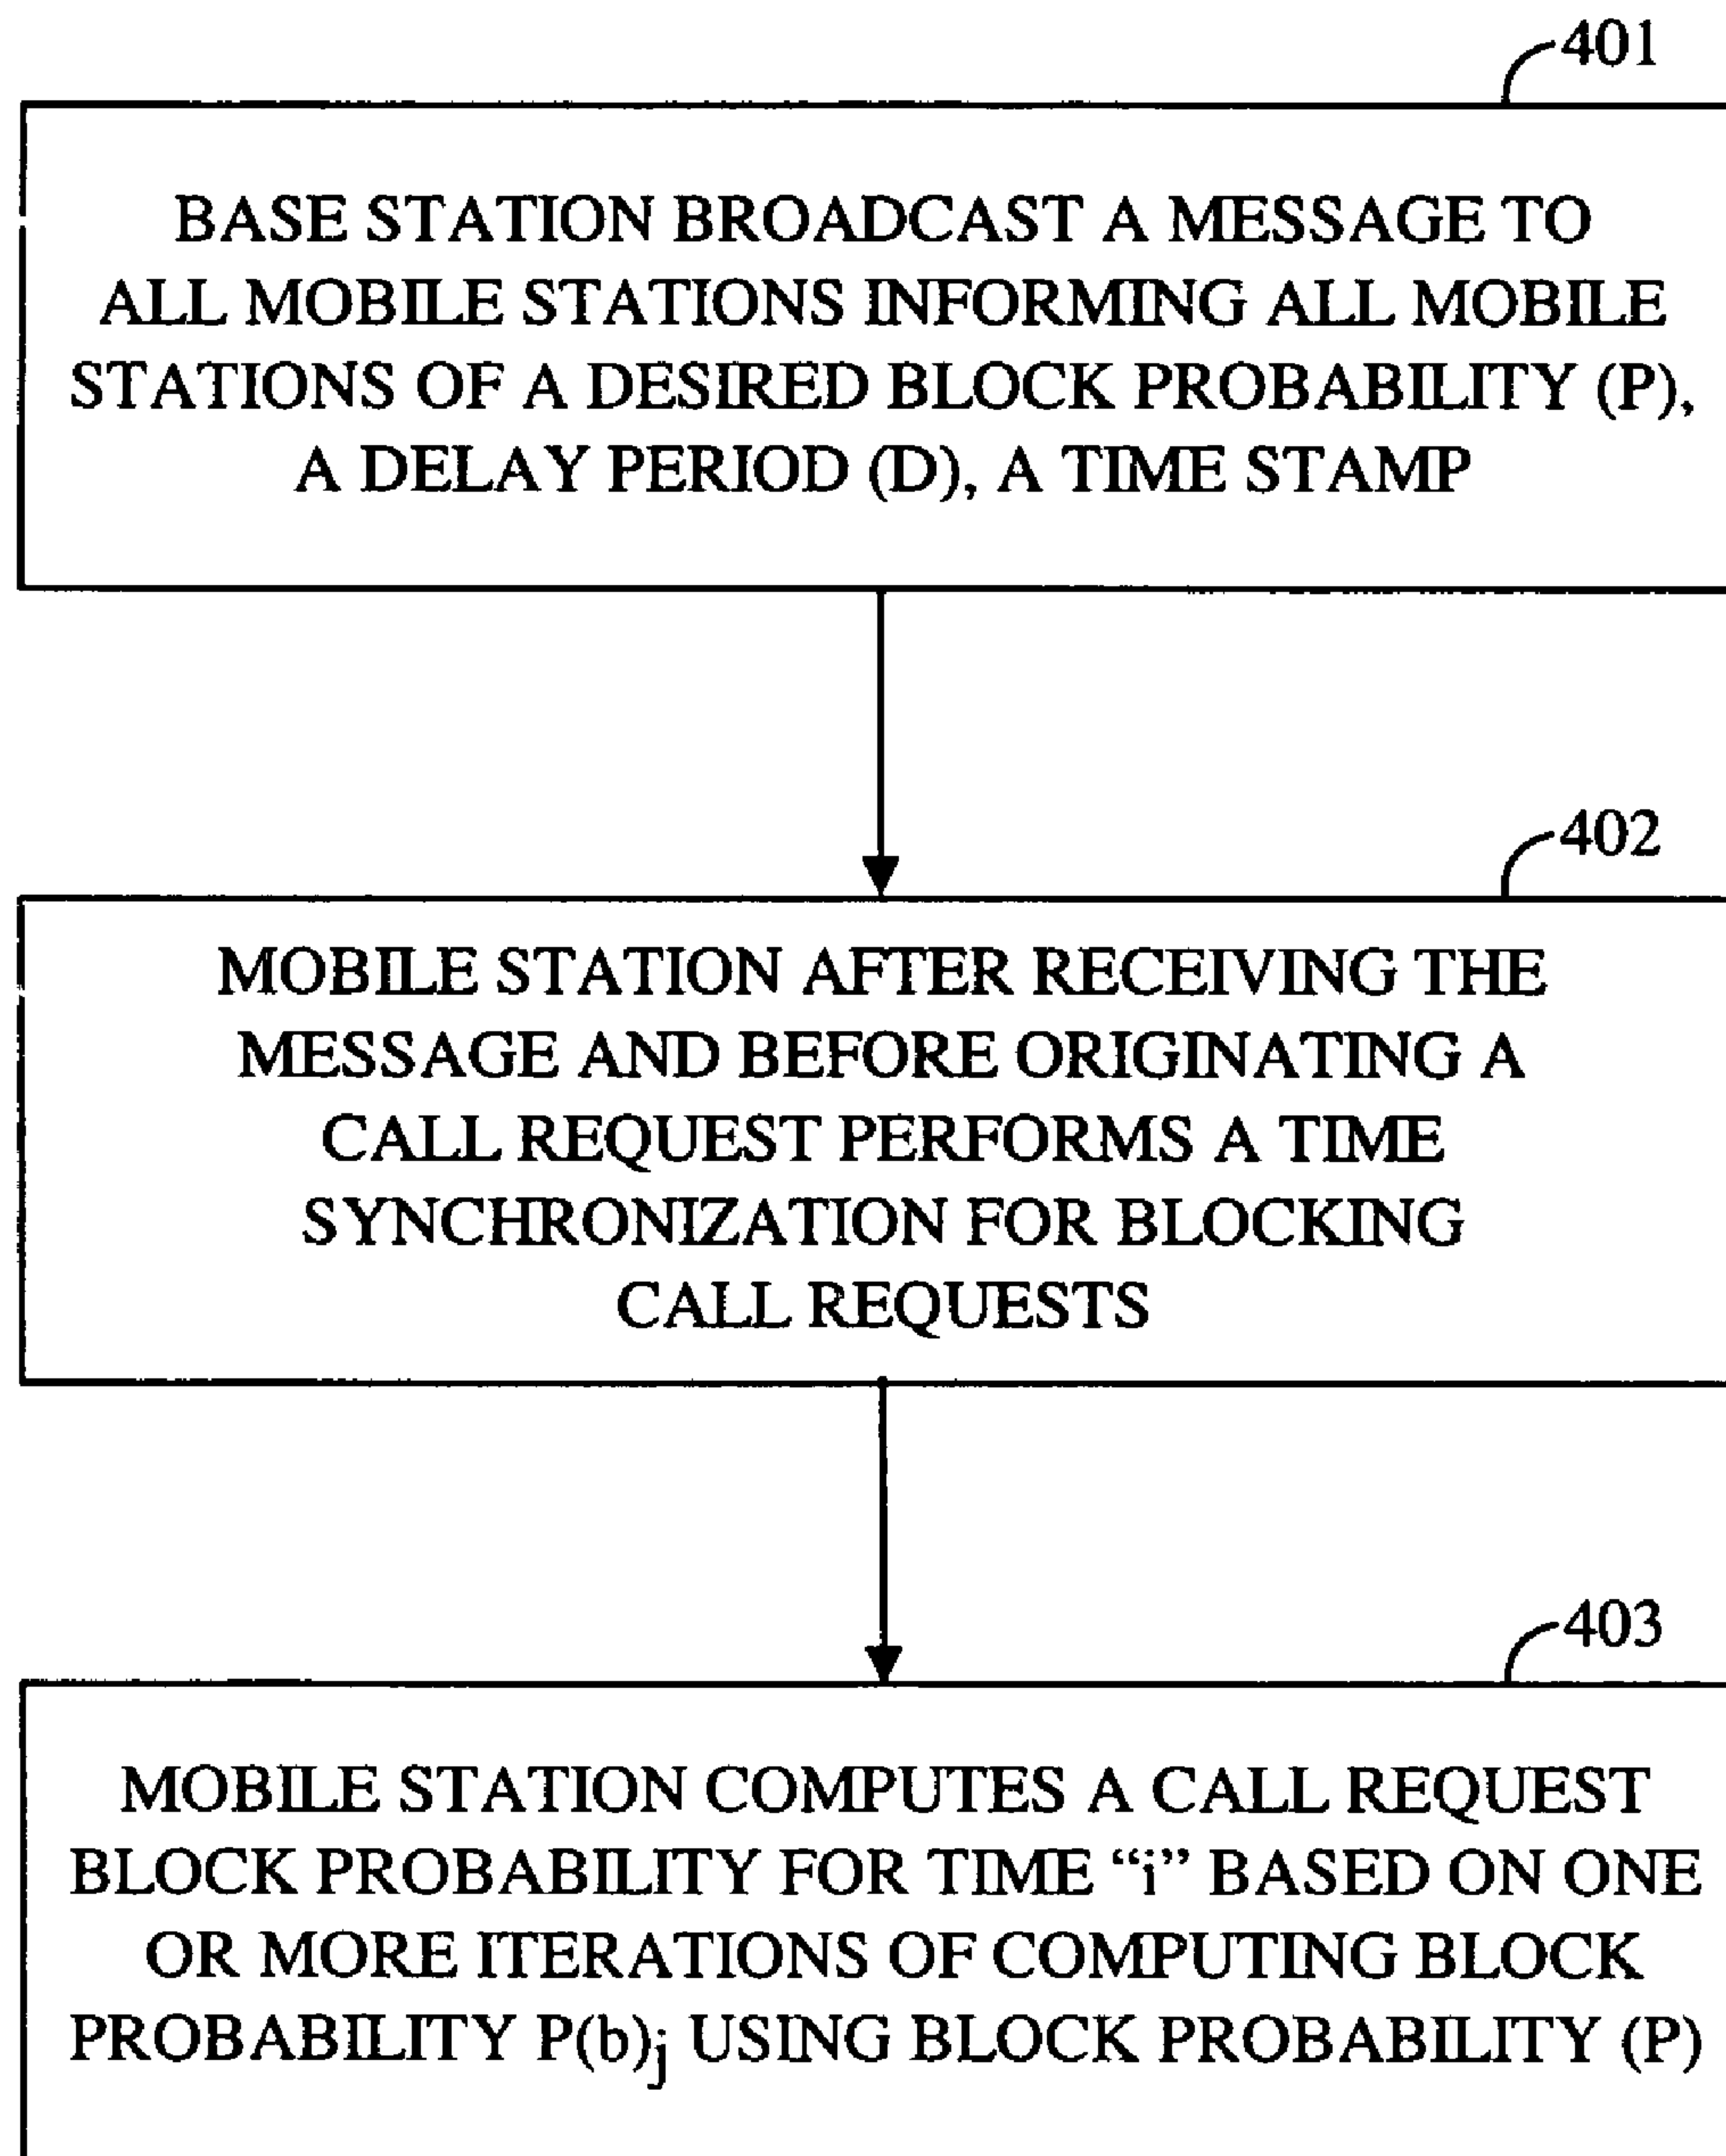 401
BASE STATION BROADCAST A MESSAGE TO
ALL MOBILE STATIONS INFORMING ALL MOBILE
STATIONS OF A DESIRED BLOCK PROBABILITY (P),
A DELAY PERIOD (D), A TIME STAMP
402
MOBILE STATION AFTER RECEIVING THE
MESSAGE AND BEFORE ORIGINATING A
CALL REQUEST PERFORMS A TIME
SYNCHRONIZATION FOR BLOCKING
CALL REQUESTS
403
MOBILE STATION COMPUTES A CALL REQUEST
BLOCK PROBABILITY FOR TIME “i” BASED ON ONE
OR MORE ITERATIONS OF COMPUTING BLOCK
PROBABILITY P(b)j USING BLOCK PROBABILITY (P)